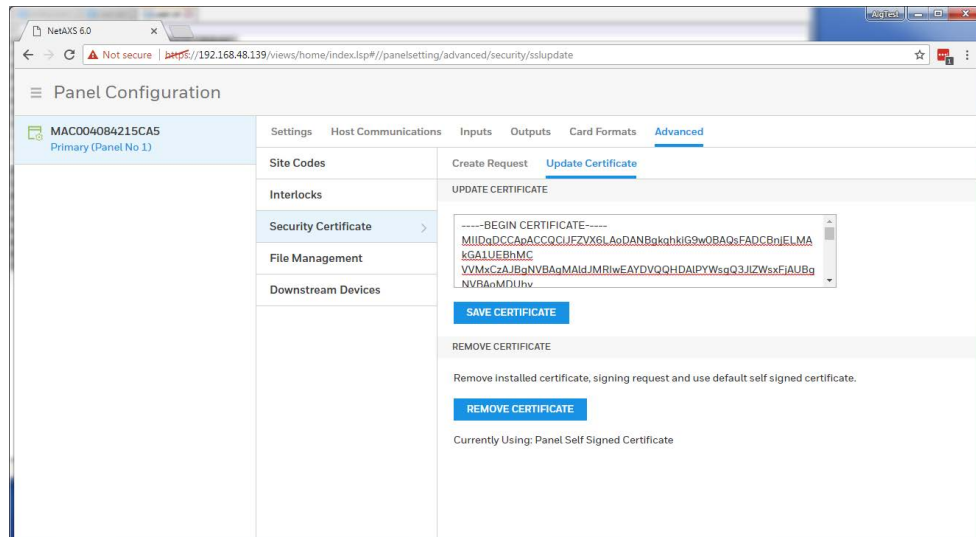 AigTest
NetAXS 6.0
Not secure | https://192.168.48.139/views/home/index.lsp#//panelsetting/advanced/security/sslupdate
Panel Configuration
MAC004084215CA5
Primary (Panel No 1)
Settings Host Communications Inputs Outputs Card Formats Advanced
Site Codes
Interlocks
Security Certificate
File Management
Downstream Devices
Create Request Update Certificate
UPDATE CERTIFICATE
-----BEGIN CERTIFICATE-----
MIIDqDCCApACCQCiJFZVX6LAoDANBgkqhkiG9w0BAQsFADCBnjELMA
kGA1UEBhMC
VVMxCzAJBgNVBAgMAldJMRIwEAYDVQQHDAlPYWsgQ3JlZWsxFjAUBg
NVBAoMDUhv
SAVE CERTIFICATE
REMOVE CERTIFICATE
Remove installed certificate, signing request and use default self signed certificate.
REMOVE CERTIFICATE
Currently Using: Panel Self Signed Certificate